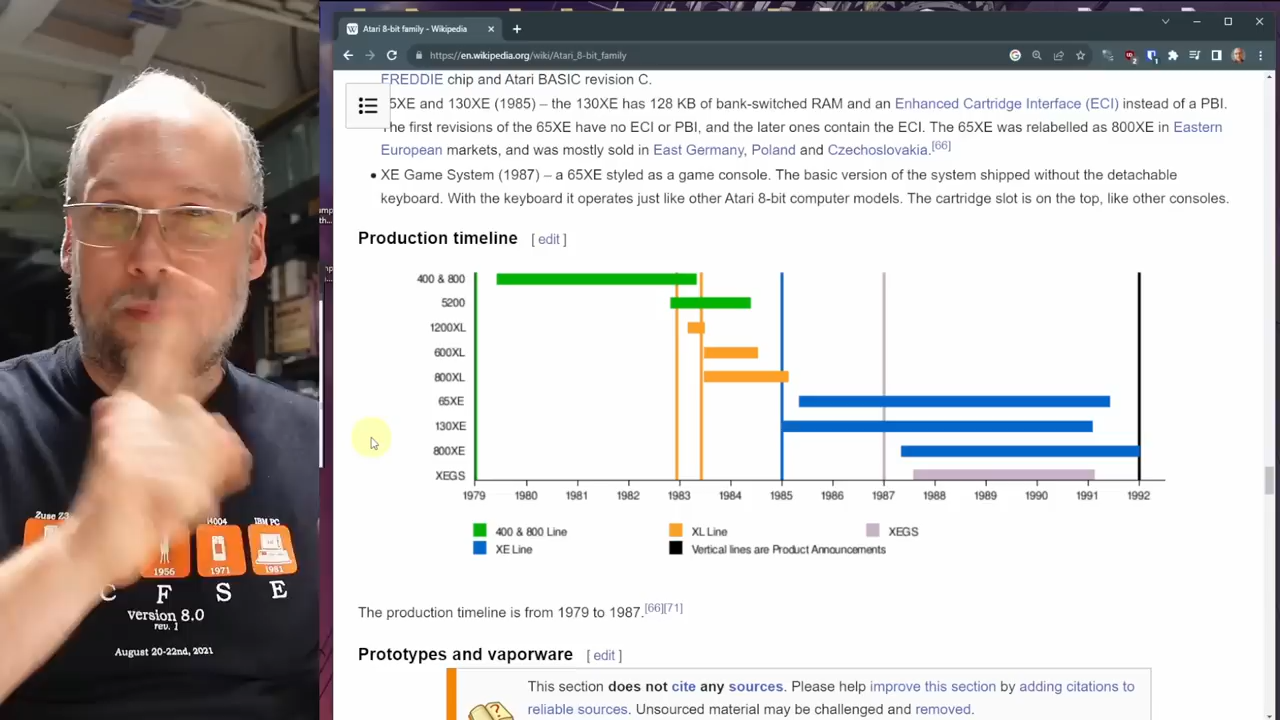 Atari 8-bit family - Wikipedia
https://en.wikipedia.org/wiki/Atari_8-bit_family
FREDDIE chip and Atari BASIC revision C.
5XE and 130XE (1985) – the 130XE has 128 KB of bank-switched RAM and an Enhanced Cartridge Interface (ECI) instead of a PBI.
The first revisions of the 65XE have no ECI or PBI, and the later ones contain the ECI. The 65XE was relabelled as 800XE in Eastern
European markets, and was mostly sold in East Germany, Poland and Czechoslovakia.[66]
• XE Game System (1987) – a 65XE styled as a game console. The basic version of the system shipped without the detachable
keyboard. With the keyboard it operates just like other Atari 8-bit computer models. The cartridge slot is on the top, like other consoles.
Production timeline [ edit ]
400 & 800
5200
1200XL
600XL
800XL
65XE
130XE
800XE
XEGS
1979 1980 1981 1982 1983 1984 1985 1986 1987 1988 1989 1990 1991 1992
400 & 800 Line XL Line XEGS
XE Line Vertical lines are Product Announcements
The production timeline is from 1979 to 1987.[66][71]
Prototypes and vaporware [ edit ]
This section does not cite any sources. Please help improve this section by adding citations to
reliable sources. Unsourced material may be challenged and removed.
Zuse Z3 i4004 IBM PC
1956 1971 1981
C F S E
version 8.0
rev. 1
August 20-22nd, 2021